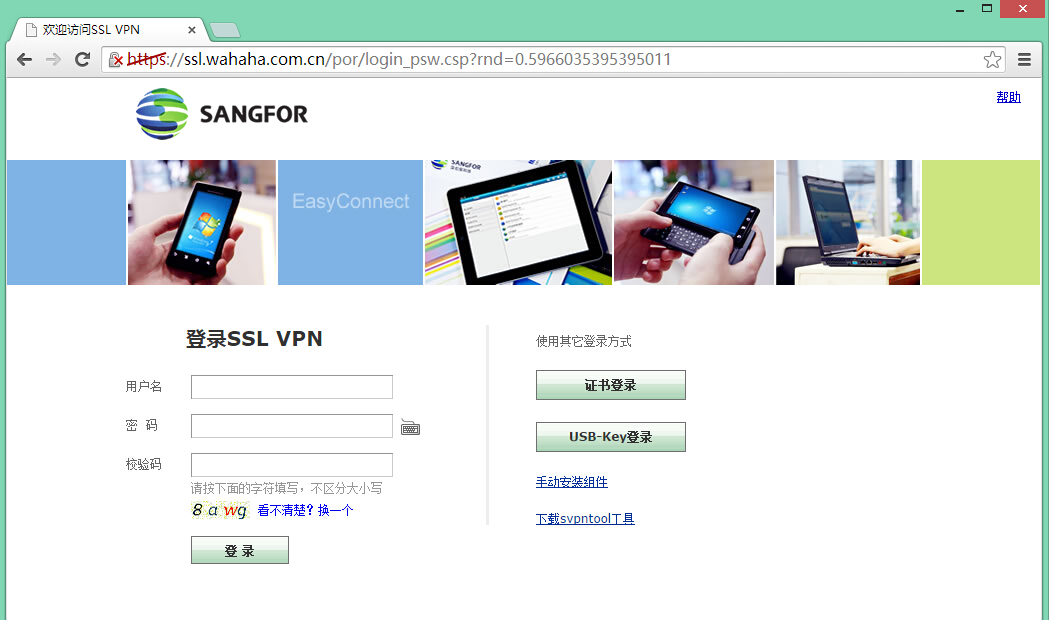 欢迎访问SSL VPN
https://ssl.wahaha.com.cn/por/login_psw.csp?rnd=0.5966035395395011
SANGFOR
帮助
EasyConnect
SANGFOR
登录SSL VPN
用户名
密 码
校验码
请按下面的字符填写，不区分大小写
8 a w g
看不清楚? 换一个
登 录
使用其它登录方式
证书登录
USB-Key登录
手动安装组件
下载svpntool工具